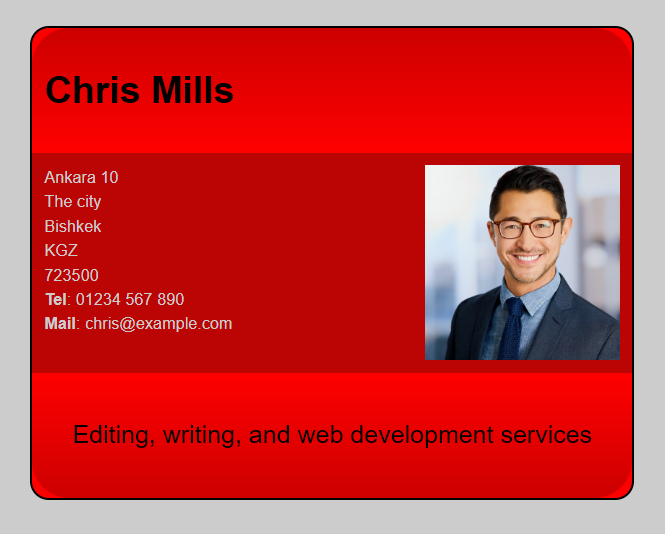 Chris Mills
Ankara 10
The city
Bishkek
KGZ
723500
Tel: 01234 567 890
Mail: chris@example.com
Editing, writing, and web development services